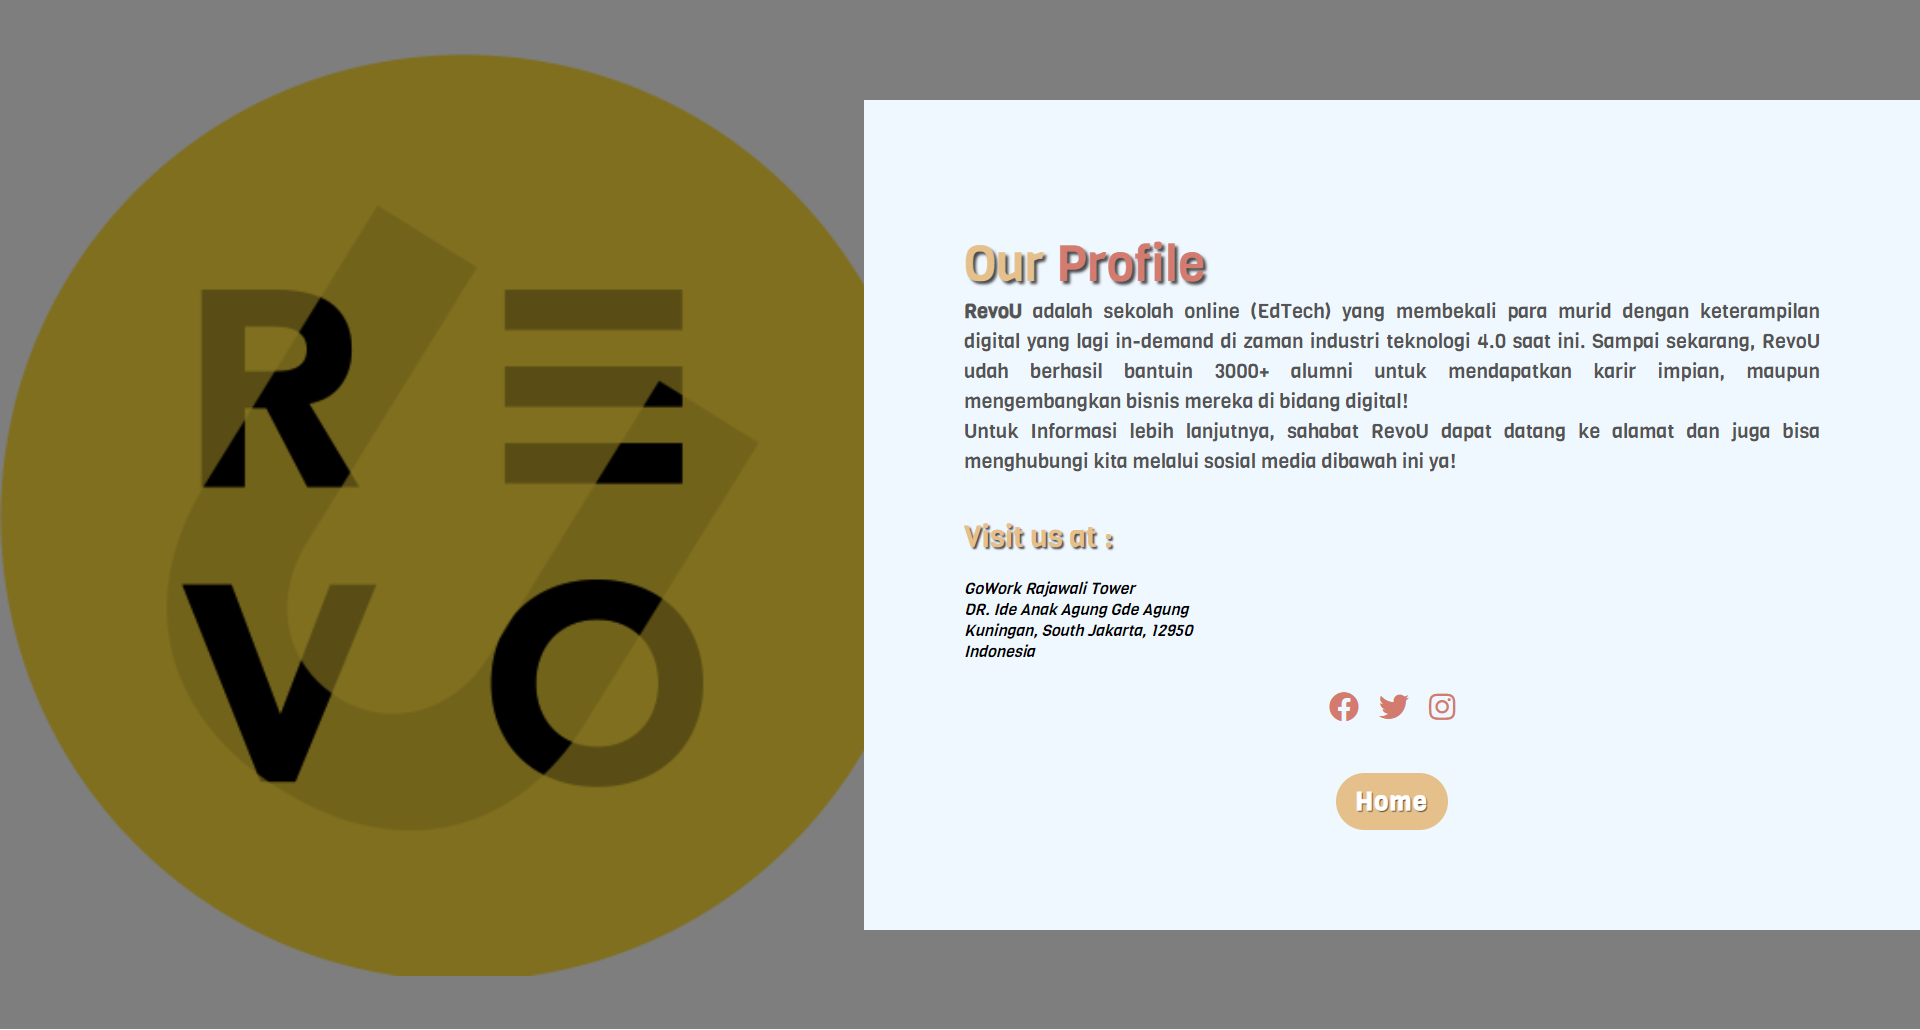 RE
VO
Our Profile
RevoU adalah sekolah online (EdTech) yang membekali para murid dengan keterampilan
digital yang lagi in-demand di zaman industri teknologi 4.0 saat ini. Sampai sekarang, RevoU
udah berhasil bantuin 3000+ alumni untuk mendapatkan karir impian, maupun
mengembangkan bisnis mereka di bidang digital!
Untuk Informasi lebih lanjutnya, sahabat RevoU dapat datang ke alamat dan juga bisa
menghubungi kita melalui sosial media dibawah ini ya!
Visit us at :
GoWork Rajawali Tower
DR. Ide Anak Agung Gde Agung
Kuningan, South Jakarta, 12950
Indonesia
Home